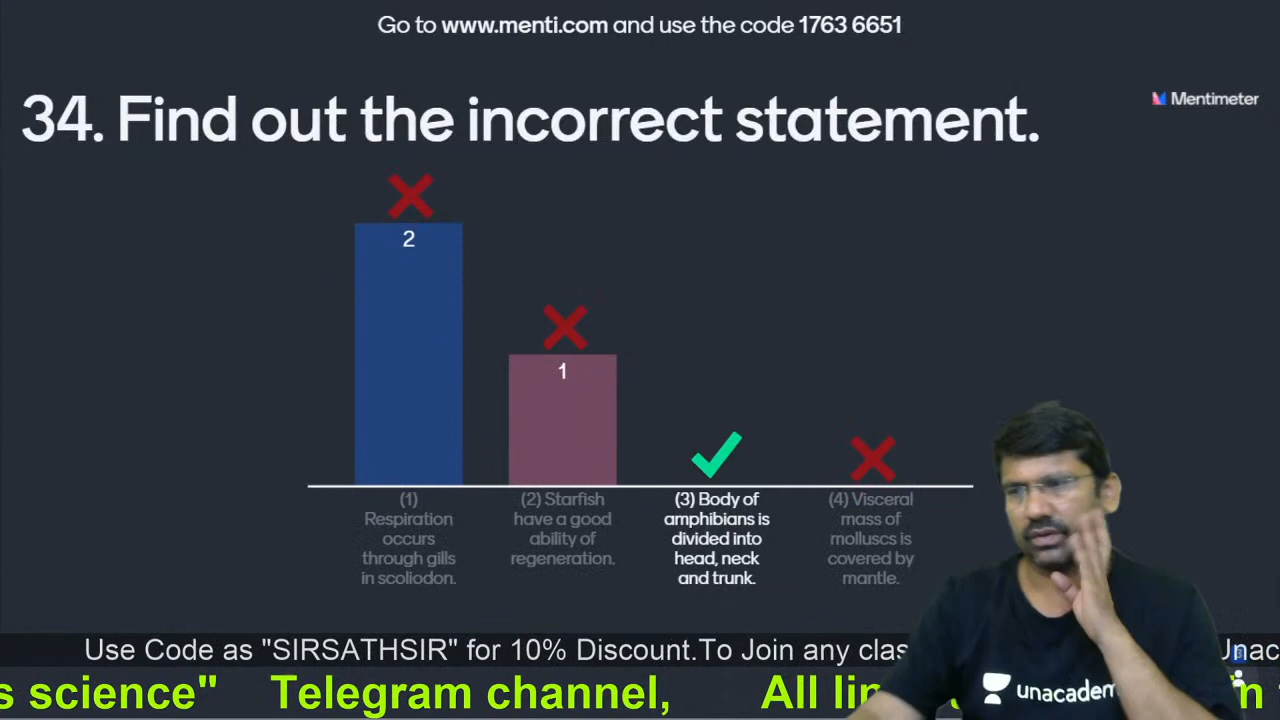 Go to www.menti.com and use the code 1763 6651
34. Find out the incorrect statement.
Mentimeter
2
1
(1)
Respiration
occurs
through gills
in scoliodon.
(2) Starfish
have a good
ability of
regeneration.
(3) Body of
amphibians is
divided into
head, neck
and trunk.
(4) Visceral
mass of
molluscs is
covered by
mantle.
Use Code as "SIRSATHSIR" for 10% Discount.To Join any
science" Telegram channel, All